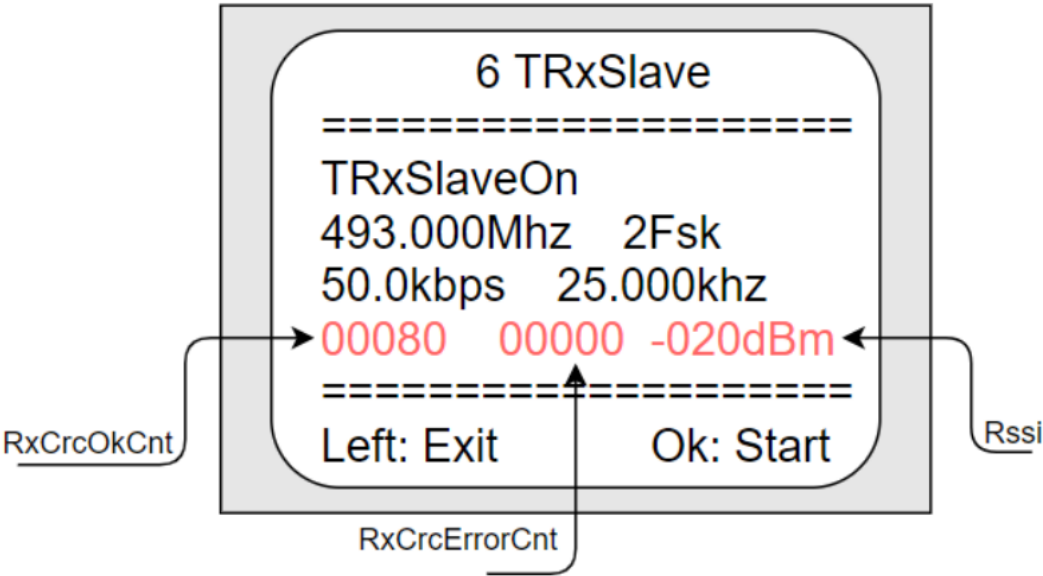 6 TRxSlave
====================
TRxSlaveOn
493.000Mhz 2Fsk
50.0kbps 25.000khz
00080 00000 -020dBm
====================
Left: Exit Ok: Start
RxCrcOkCnt
Rssi
RxCrcErrorCnt